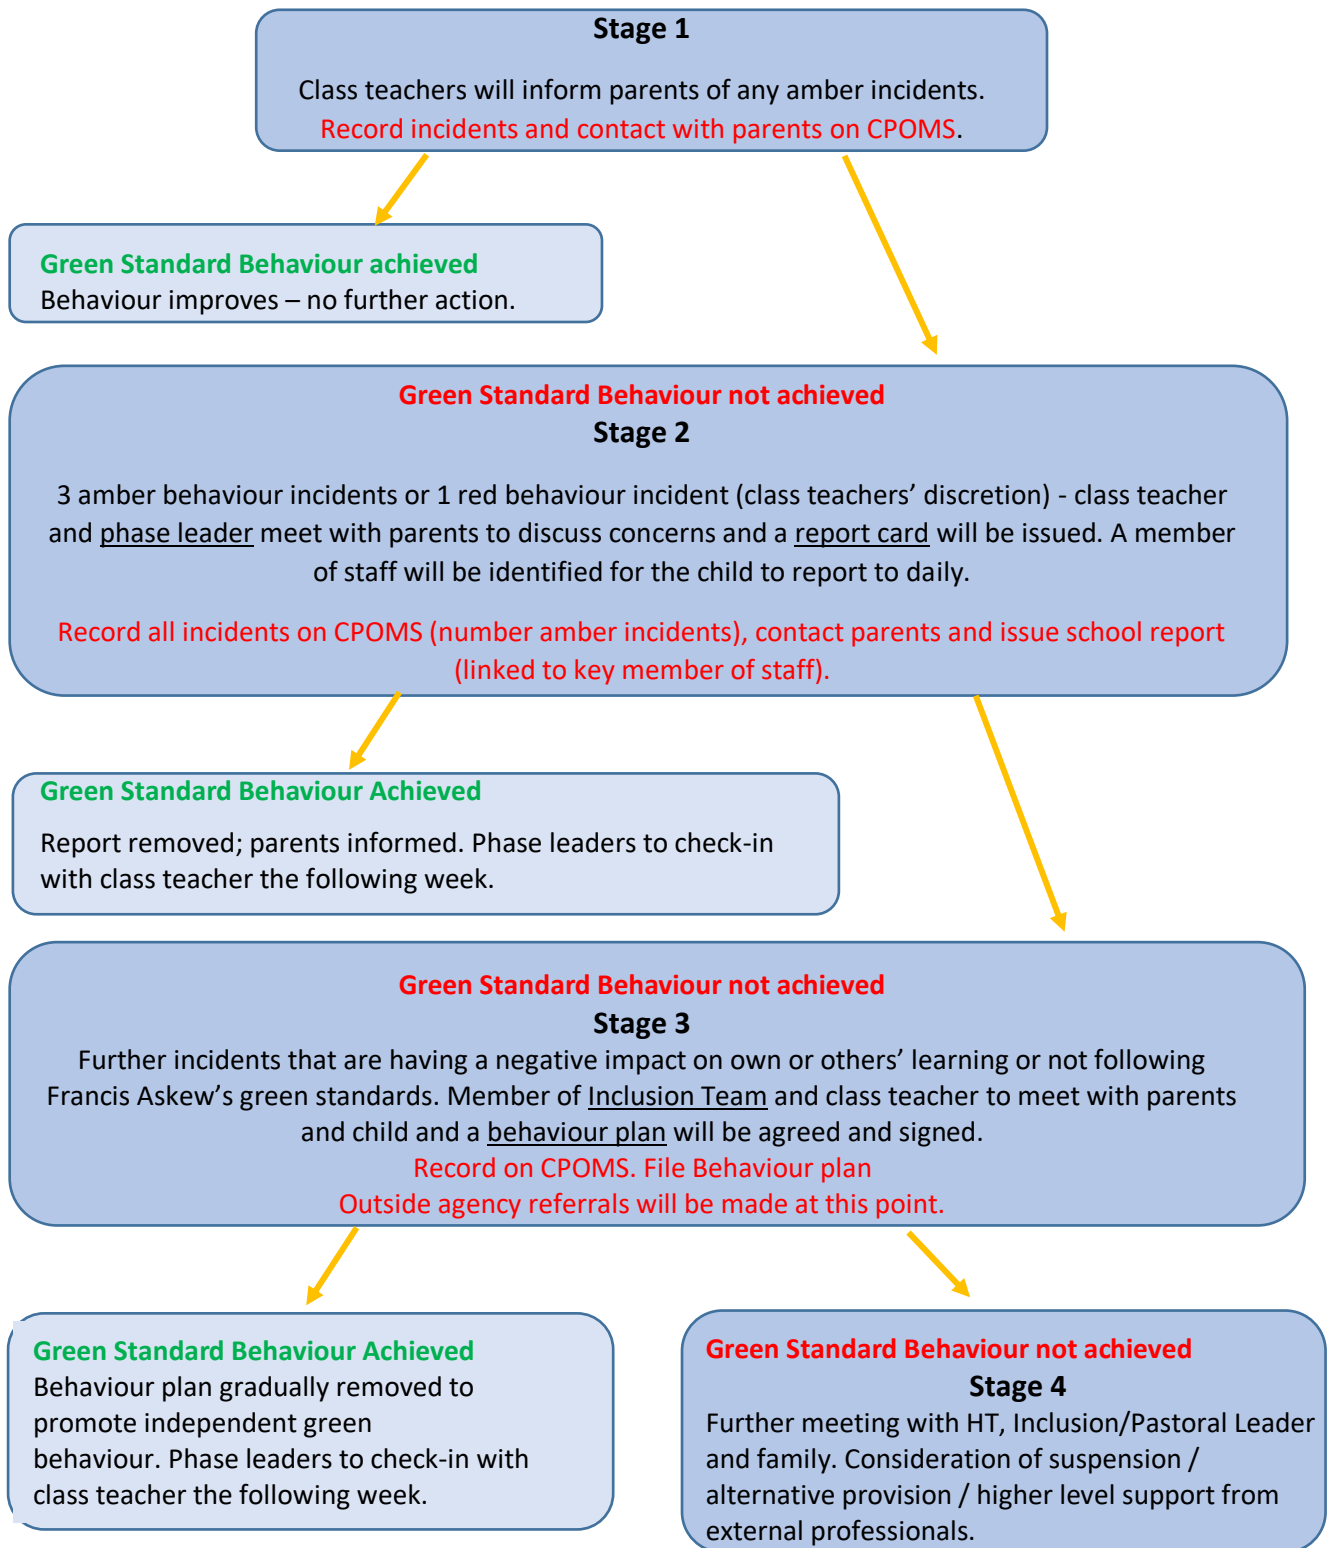 Stage 1
Class teachers will inform parents of any amber incidents.
Record incidents and contact with parents on CPOMS.
Green Standard Behaviour achieved
Behaviour improves – no further action.
Green Standard Behaviour not achieved
Stage 2
3 amber behaviour incidents or 1 red behaviour incident (class teachers’ discretion) - class teacher
and phase leader meet with parents to discuss concerns and a report card will be issued. A member
of staff will be identified for the child to report to daily.
Record all incidents on CPOMS (number amber incidents), contact parents and issue school report
(linked to key member of staff).
Green Standard Behaviour Achieved
Report removed; parents informed. Phase leaders to check-in
with class teacher the following week.
Green Standard Behaviour not achieved
Stage 3
Further incidents that are having a negative impact on own or others’ learning or not following
Francis Askew’s green standards. Member of Inclusion Team and class teacher to meet with parents
and child and a behaviour plan will be agreed and signed.
Record on CPOMS. File Behaviour plan
Outside agency referrals will be made at this point.
Green Standard Behaviour Achieved
Behaviour plan gradually removed to
promote independent green
behaviour. Phase leaders to check-in with
class teacher the following week.
Green Standard Behaviour not achieved
Stage 4
Further meeting with HT, Inclusion/Pastoral Leader
and family. Consideration of suspension /
alternative provision / higher level support from
external professionals.